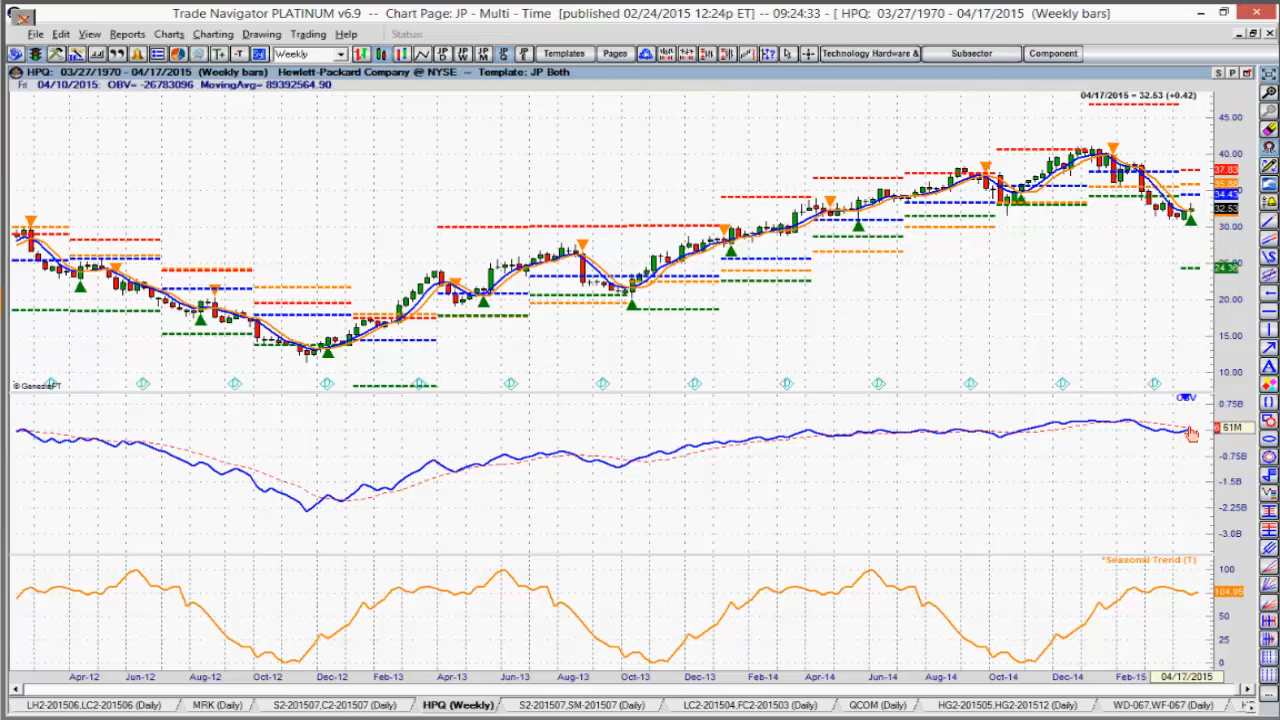 Trade Navigator PLATINUM v6.9 -- Chart Page: JP - Multi - Time [published 02/24/2015 12:24p ET] -- 09:24:33 - [ HPQ: 03/27/1970 - 04/17/2015 (Weekly bars)]
File Edit View Reports Charts Charting Drawing Trading Help Status:
Weekly Templates Pages Technology Hardware & Subsector Component
HPQ: 03/27/1970 - 04/17/2015 (Weekly bars) Hewlett-Packard Company @ NYSE – Template: JP Both S P
Fri 04/10/2015: OBV= -26783096 MovingAvg= 89392564.90
04/17/2015 = 32.53 (+0.42)
45.00
40.00
37.83
34.45
32.53
30.00
24.36
20.00
15.00
10.00
© GenesisFT
OBV
0.75B
51M
-0.75B
-1.5B
-2.25B
-3.0B
*Seasonal Trend (T)
100
104.95
50
25
0
Apr-12 Jun-12 Aug-12 Oct-12 Dec-12 Feb-13 Apr-13 Jun-13 Aug-13 Oct-13 Dec-13 Feb-14 Apr-14 Jun-14 Aug-14 Oct-14 Dec-14 Feb-15 04/17/2015
LH2-201506,LC2-201506 (Daily) MRK (Daily) S2-201507,C2-201507 (Daily) HPQ (Weekly) S2-201507,SM-201507 (Daily) LC2-201504,FC2-201503 (Daily) QCOM (Daily) HG2-201505,HG2-201512 (Daily) WD-067,WF-067 (Daily)